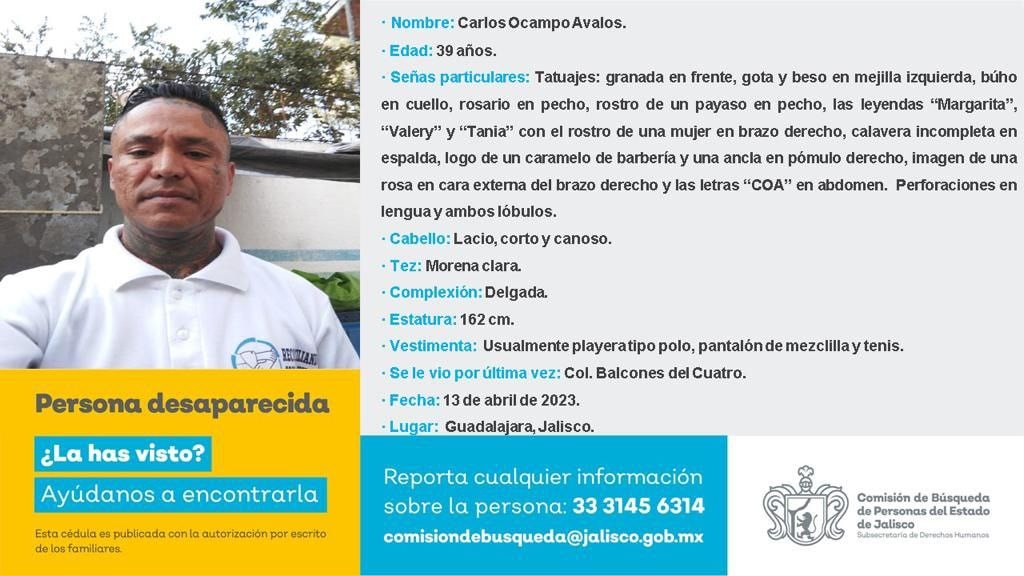 · Nombre: Carlos Ocampo Avalos.
· Edad: 39 años.
· Señas particulares: Tatuajes: granada en frente, gota y beso en mejilla izquierda, búho
en cuello, rosario en pecho, rostro de un payaso en pecho, las leyendas “Margarita”,
“Valery” y “Tania” con el rostro de una mujer en brazo derecho, calavera incompleta en
espalda, logo de un caramelo de barbería y una ancla en pómulo derecho, imagen de una
rosa en cara externa del brazo derecho y las letras “COA” en abdomen. Perforaciones en
lengua y ambos lóbulos.
· Cabello: Lacio, corto y canoso.
· Tez: Morena clara.
· Complexión: Delgada.
· Estatura: 162 cm.
· Vestimenta: Usualmente playera tipo polo, pantalón de mezclilla y tenis.
· Se le vio por última vez: Col. Balcones del Cuatro.
· Fecha: 13 de abril de 2023.
· Lugar: Guadalajara, Jalisco.
Persona desaparecida
¿La has visto?
Ayúdanos a encontrarla
Esta cédula es publicada con la autorización por escrito
de los familiares.
Reporta cualquier información
sobre la persona: 33 3145 6314
comisiondebusqueda@jalisco.gob.mx
Comisión de Búsqueda
de Personas del Estado
de Jalisco
Subsecretaría de Derechos Humanos